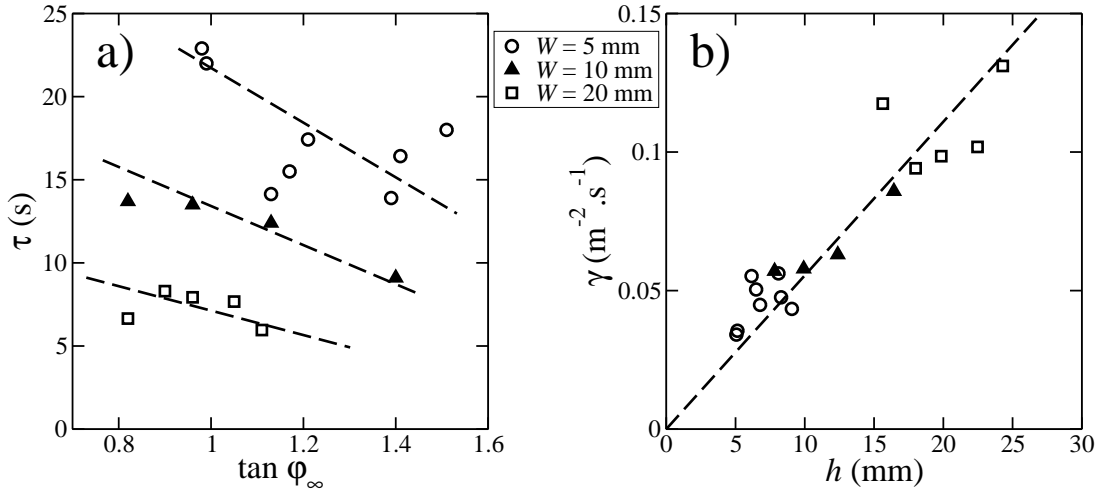 a)
25
20
15
10
5
0
τ (s)
0.8 1 1.2 1.4 1.6
tan φ∞
W = 5 mm
W = 10 mm
W = 20 mm
b)
0.15
0.1
0.05
0
γ (m⁻².s⁻¹)
0 5 10 15 20 25 30
h (mm)